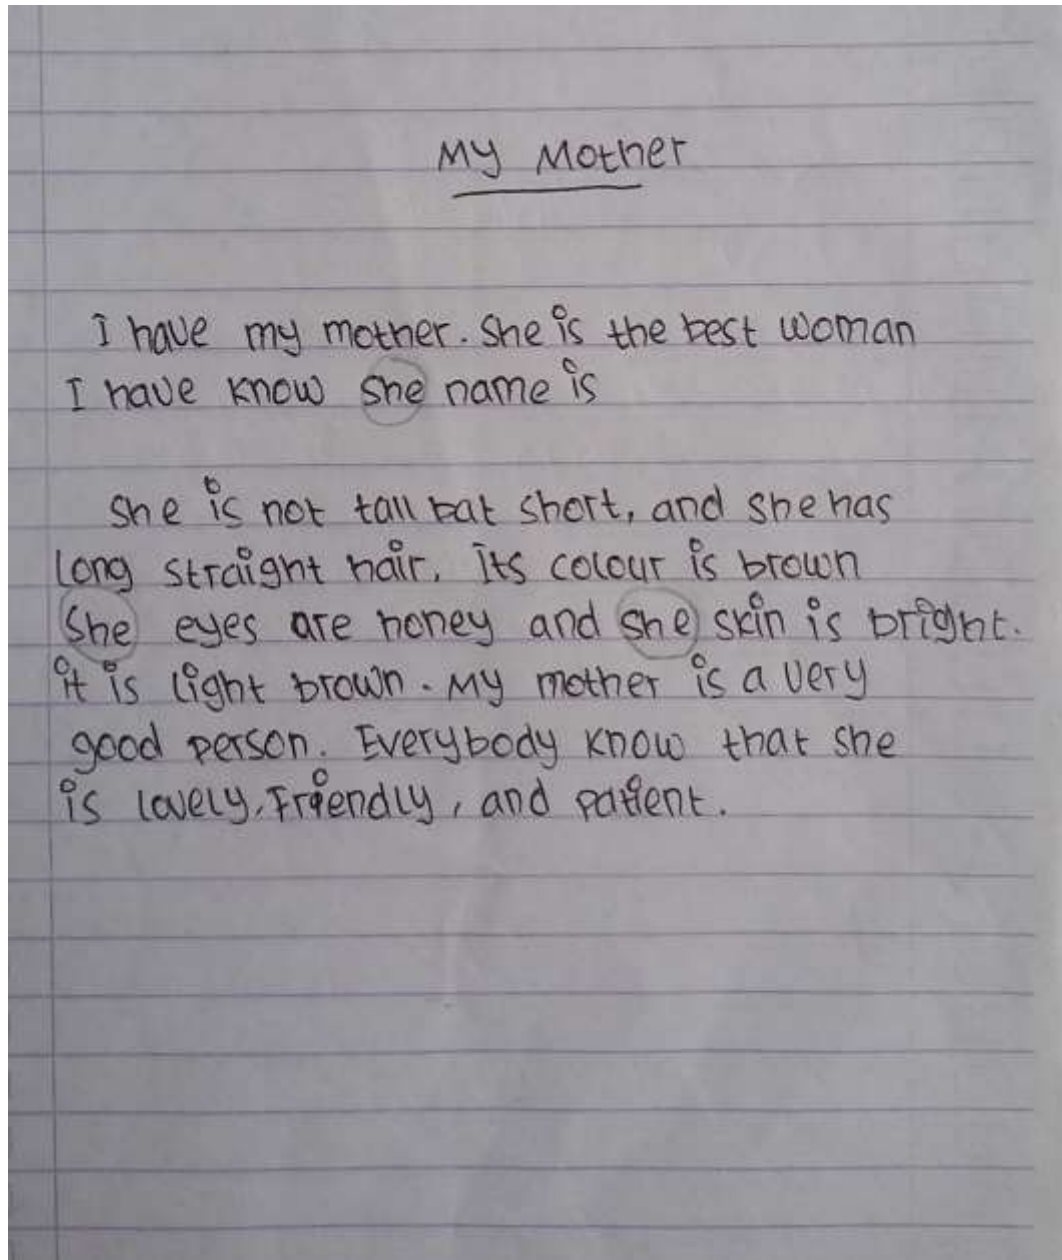 My Mother
I have my mother. She is the best woman
I have know she name is
She is not tall bat short, and she has
long straight hair. Its colour is brown
She eyes are honey and she skin is bright.
it is light brown. My mother is a very
good person. Everybody know that she
is lovely, Friendly, and patient.